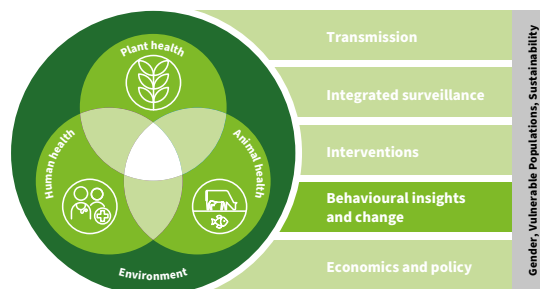 Plant health
Human health
Animal health
Environment
Transmission
Integrated surveillance
Interventions
Behavioural insights
and change
Economics and policy
Gender, Vulnerable Populations, Sustainability